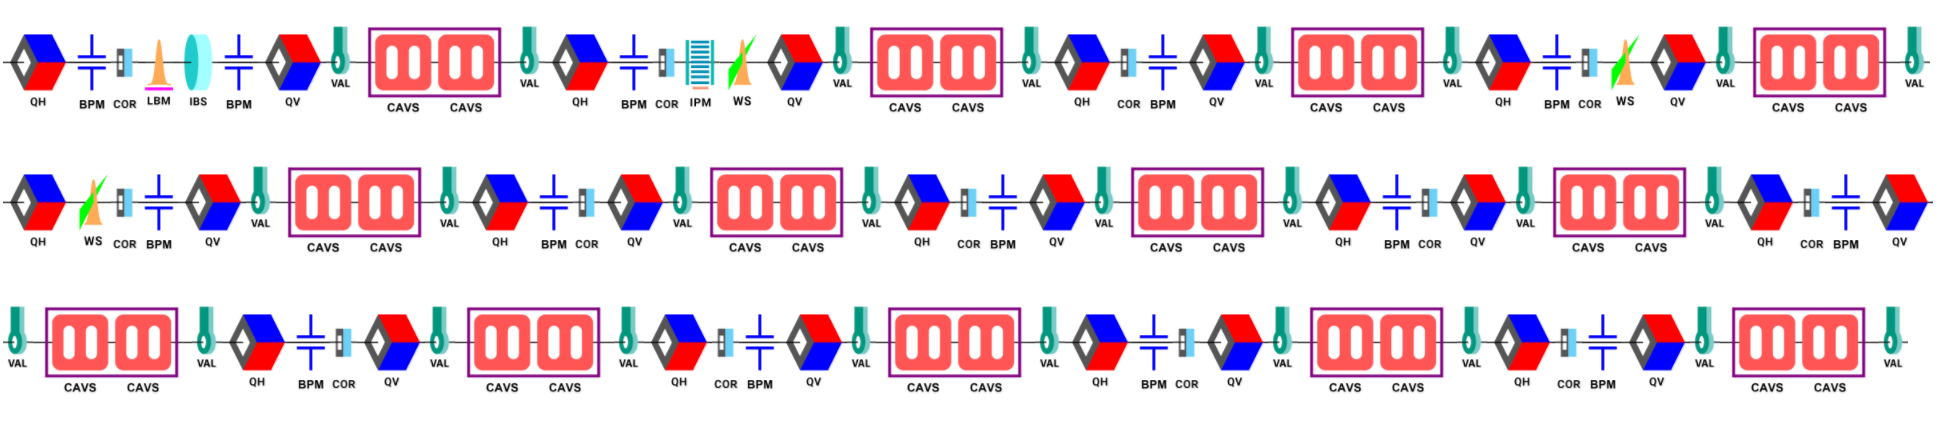 QH BPM COR LBM IBS BPM QV VAL CAVS CAVS VAL QH BPM COR IPM WS QV VAL CAVS CAVS VAL QH COR BPM QV VAL CAVS CAVS VAL QH BPM COR WS QV VAL CAVS CAVS VAL
QH WS COR BPM QV VAL CAVS CAVS VAL QH BPM COR QV VAL CAVS CAVS VAL QH COR BPM QV VAL CAVS CAVS VAL QH BPM COR QV VAL CAVS CAVS VAL QH COR BPM QV
VAL CAVS CAVS VAL QH BPM COR QV VAL CAVS CAVS VAL QH COR BPM QV VAL CAVS CAVS VAL QH BPM COR QV VAL CAVS CAVS VAL QH COR BPM QV VAL CAVS CAVS VAL